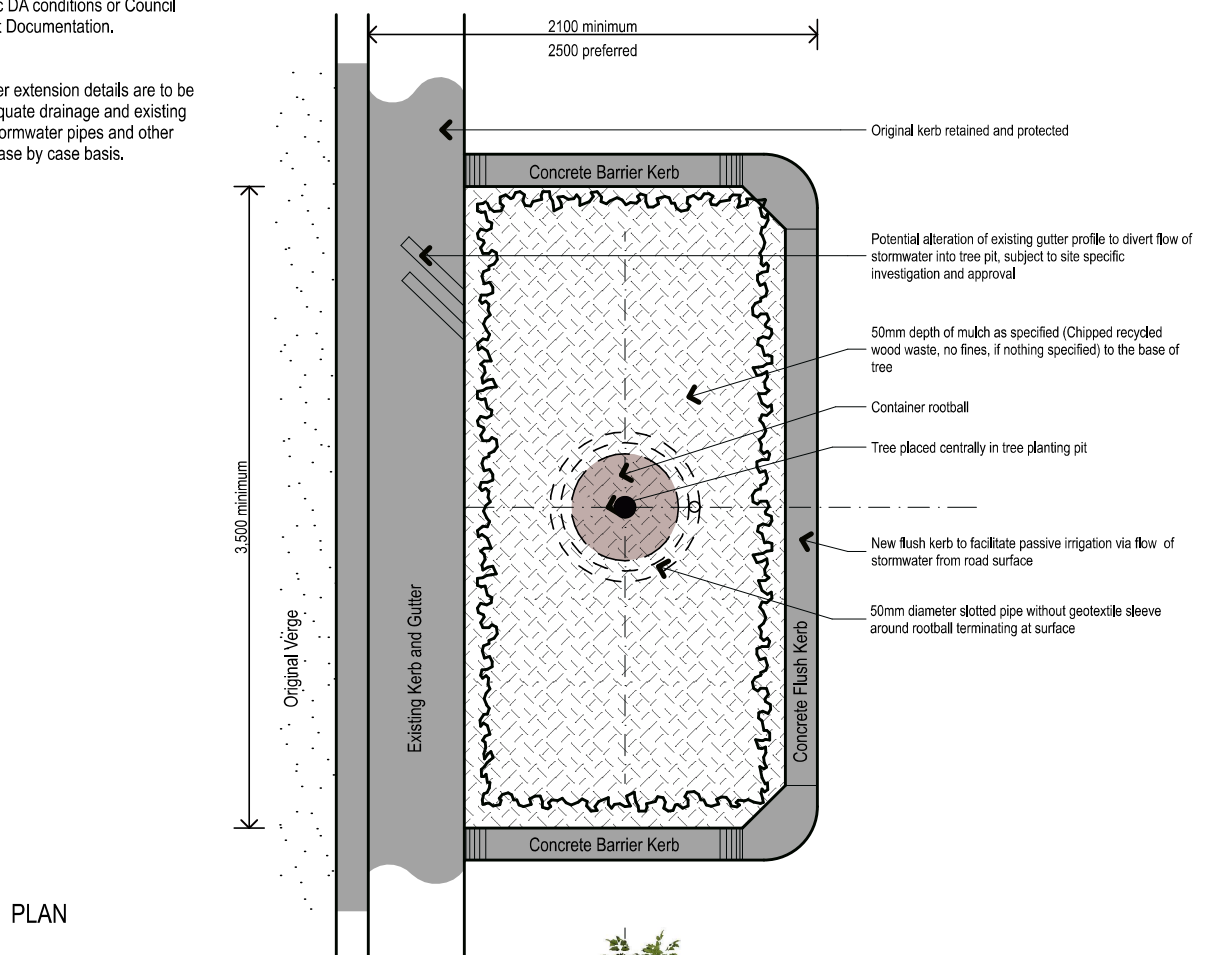 DA conditions or Council
Documentation.
extension details are to be
drainage and existing
pipes and other
by case basis.
2100 minimum
2500 preferred
Original kerb retained and protected
Concrete Barrier Kerb
Potential alteration of existing gutter profile to divert flow of
stormwater into tree pit, subject to site specific
investigation and approval
50mm depth of mulch as specified (Chipped recycled
wood waste, no fines, if nothing specified) to the base of
tree
Container rootball
Tree placed centrally in tree planting pit
3,500 minimum
New flush kerb to facilitate passive irrigation via flow of
stormwater from road surface
50mm diameter slotted pipe without geotextile sleeve
around rootball terminating at surface
Original Verge
Existing Kerb and Gutter
Concrete Flush Kerb
Concrete Barrier Kerb
PLAN